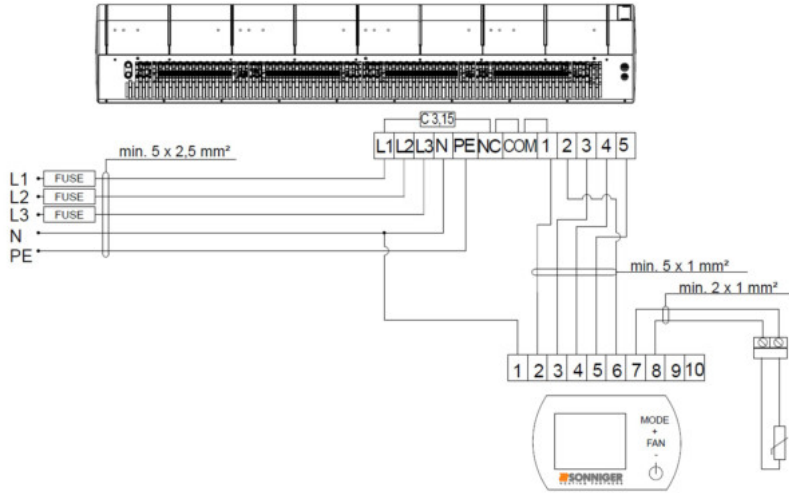 C 3,15
L1 L2 L3 N PE NC COM 1 2 3 4 5
min. 5 x 2,5 mm²
L1 FUSE
L2 FUSE
L3 FUSE
N
PE
min. 5 x 1 mm²
min. 2 x 1 mm²
1 2 3 4 5 6 7 8 9 10
MODE
+
FAN
-
SONNIGER